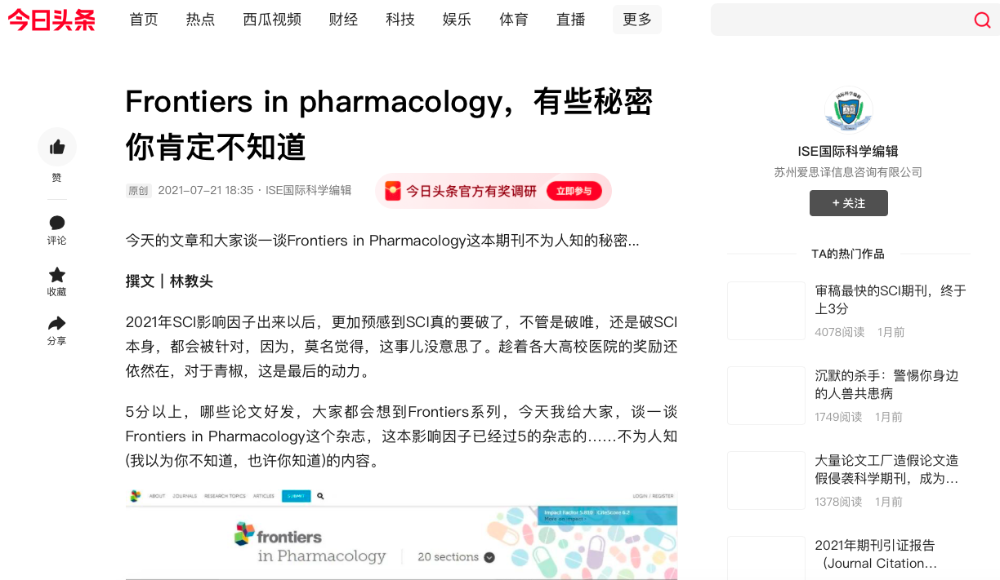 今日头条 首页 热点 西瓜视频 财经 科技 娱乐 体育 直播 更多
Frontiers in pharmacology，有些秘密
你肯定不知道
原创 2021-07-21 18:35 · ISE国际科学编辑
今日头条官方有奖调研 立即参与
赞
评论
收藏
分享
今天的文章和大家谈一谈Frontiers in Pharmacology这本期刊不为人知的秘密...
撰文 | 林教头
2021年SCI影响因子出来以后，更加预感到SCI真的要破了，不管是破唯，还是破SCI
本身，都会被针对，因为，莫名觉得，这事儿没意思了。趁着各大高校医院的奖励还
依然在，对于青椒，这是最后的动力。
5分以上，哪些论文好发，大家都会想到Frontiers系列，今天我给大家，谈一谈
Frontiers in Pharmacology这个杂志，这本影响因子已经过5的杂志的……不为人知
(我以为你不知道，也许你知道)的内容。
ABOUT JOURNALS RESEARCH TOPICS ARTICLES SUBMIT LOGIN / REGISTER
Impact Factor 5.810 CiteScore 6.2
More on impact ›
frontiers
in Pharmacology 20 sections
国际科学编辑
ISE国际科学编辑
苏州爱思译信息咨询有限公司
+ 关注
TA的热门作品
审稿最快的SCI期刊，终于
上3分
4078阅读 1月前
沉默的杀手：警惕你身边
的人兽共患病
1749阅读 1月前
大量论文工厂造假论文造
假侵袭科学期刊，成为…
1378阅读 1月前
2021年期刊引证报告
（Journal Citation…